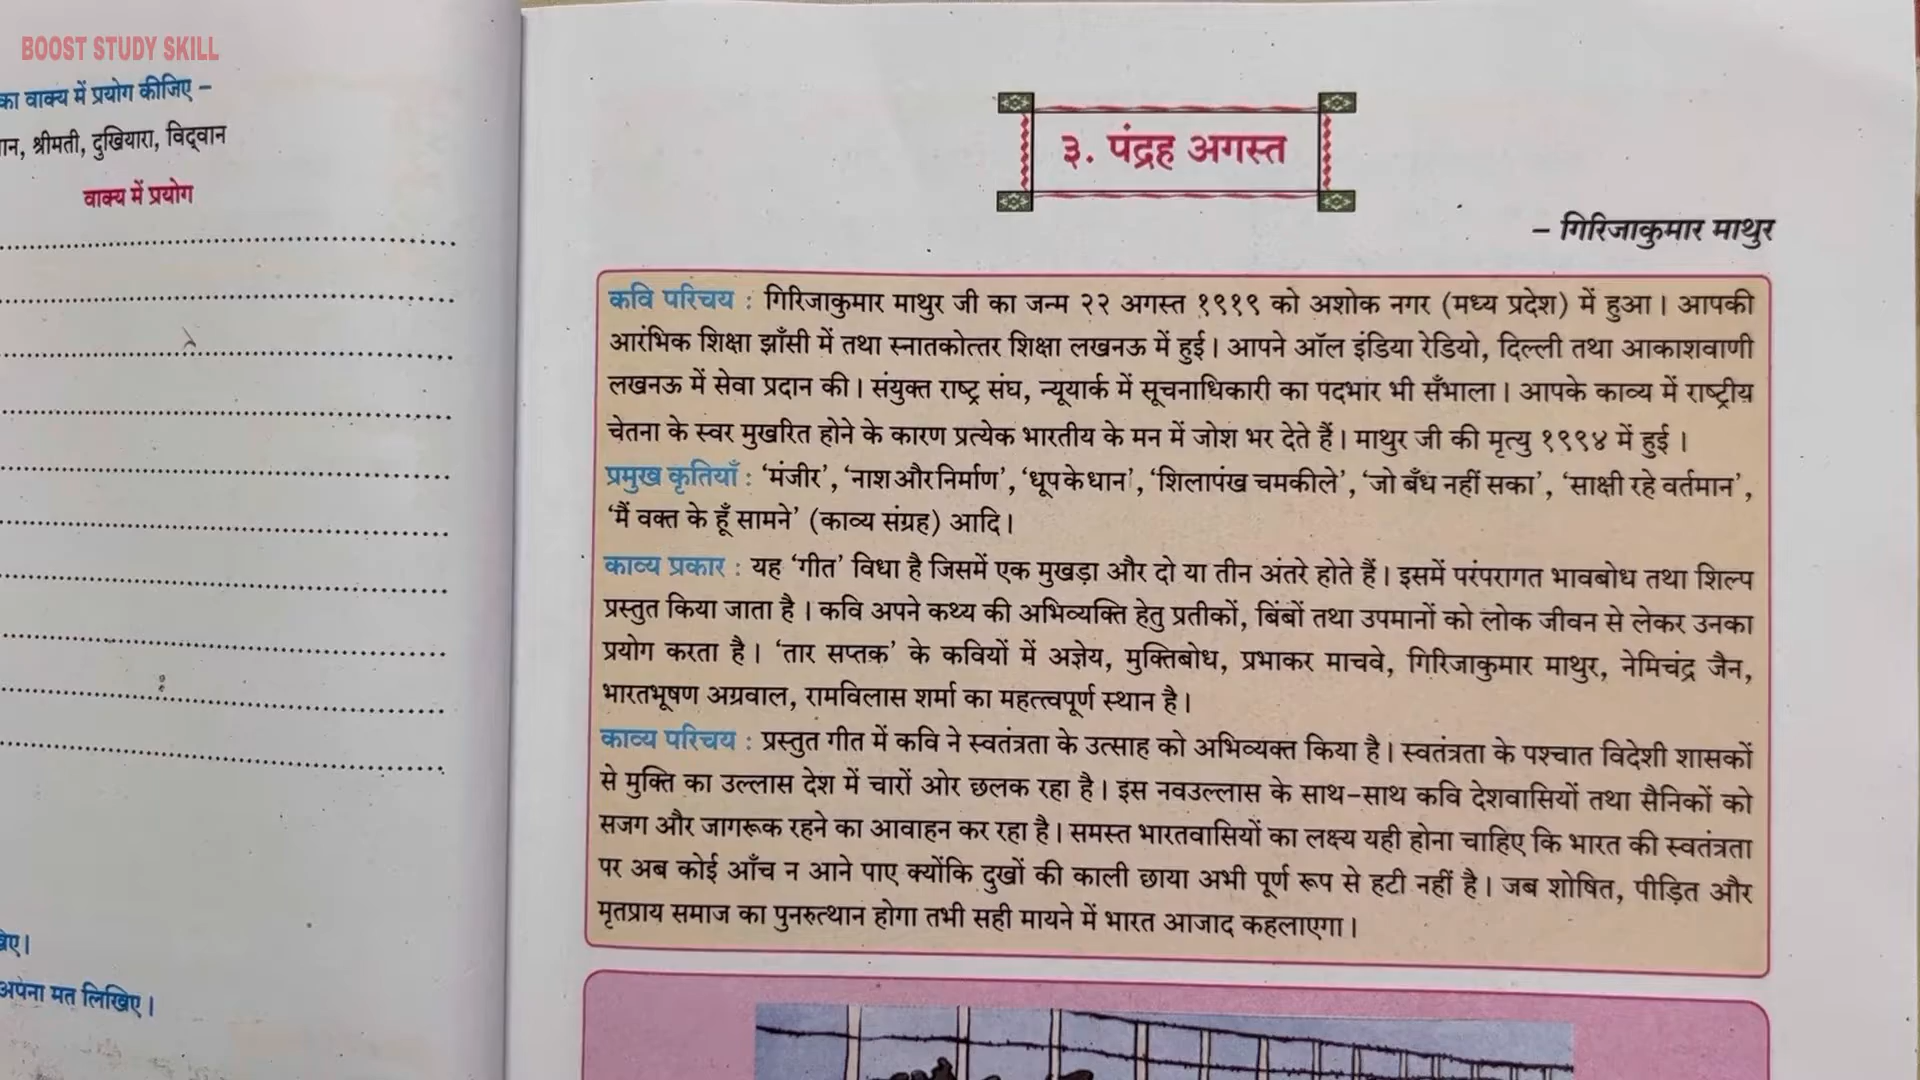 BOOST STUDY SKILL
का वाक्य में प्रयोग कीजिए –
श्रीमती, दुखियारा, विद्वान
वाक्य में प्रयोग
अपना मत लिखिए।
३. पंद्रह अगस्त
– गिरिजाकुमार माथुर
कवि परिचय : गिरिजाकुमार माथुर जी का जन्म २२ अगस्त १९१९ को अशोक नगर (मध्य प्रदेश) में हुआ। आपकी
आरंभिक शिक्षा झाँसी में तथा स्नातकोत्तर शिक्षा लखनऊ में हुई। आपने ऑल इंडिया रेडियो, दिल्ली तथा आकाशवाणी
लखनऊ में सेवा प्रदान की। संयुक्त राष्ट्र संघ, न्यूयार्क में सूचनाधिकारी का पदभार भी सँभाला। आपके काव्य में राष्ट्रीय
चेतना के स्वर मुखरित होने के कारण प्रत्येक भारतीय के मन में जोश भर देते हैं। माथुर जी की मृत्यु १९९४ में हुई।
प्रमुख कृतियाँ : ‘मंजीर’, ‘नाश और निर्माण’, ‘धूप के धान’, ‘शिलापंख चमकीले’, ‘जो बँध नहीं सका’, ‘साक्षी रहे वर्तमान’,
‘मैं वक्त के हूँ सामने’ (काव्य संग्रह) आदि।
काव्य प्रकार : यह ‘गीत’ विधा है जिसमें एक मुखड़ा और दो या तीन अंतरे होते हैं। इसमें परंपरागत भावबोध तथा शिल्प
प्रस्तुत किया जाता है। कवि अपने कथ्य की अभिव्यक्ति हेतु प्रतीकों, बिंबों तथा उपमानों को लोक जीवन से लेकर उनका
प्रयोग करता है। ‘तार सप्तक’ के कवियों में अज्ञेय, मुक्तिबोध, प्रभाकर माचवे, गिरिजाकुमार माथुर, नेमिचंद्र जैन,
भारतभूषण अग्रवाल, रामविलास शर्मा का महत्त्वपूर्ण स्थान है।
काव्य परिचय : प्रस्तुत गीत में कवि ने स्वतंत्रता के उत्साह को अभिव्यक्त किया है। स्वतंत्रता के पश्चात विदेशी शासकों
से मुक्ति का उल्लास देश में चारों ओर छलक रहा है। इस नवउल्लास के साथ-साथ कवि देशवासियों तथा सैनिकों को
सजग और जागरूक रहने का आवाहन कर रहा है। समस्त भारतवासियों का लक्ष्य यही होना चाहिए कि भारत की स्वतंत्रता
पर अब कोई आँच न आने पाए क्योंकि दुखों की काली छाया अभी पूर्ण रूप से हटी नहीं है। जब शोषित, पीड़ित और
मृतप्राय समाज का पुनरुत्थान होगा तभी सही मायने में भारत आजाद कहलाएगा।